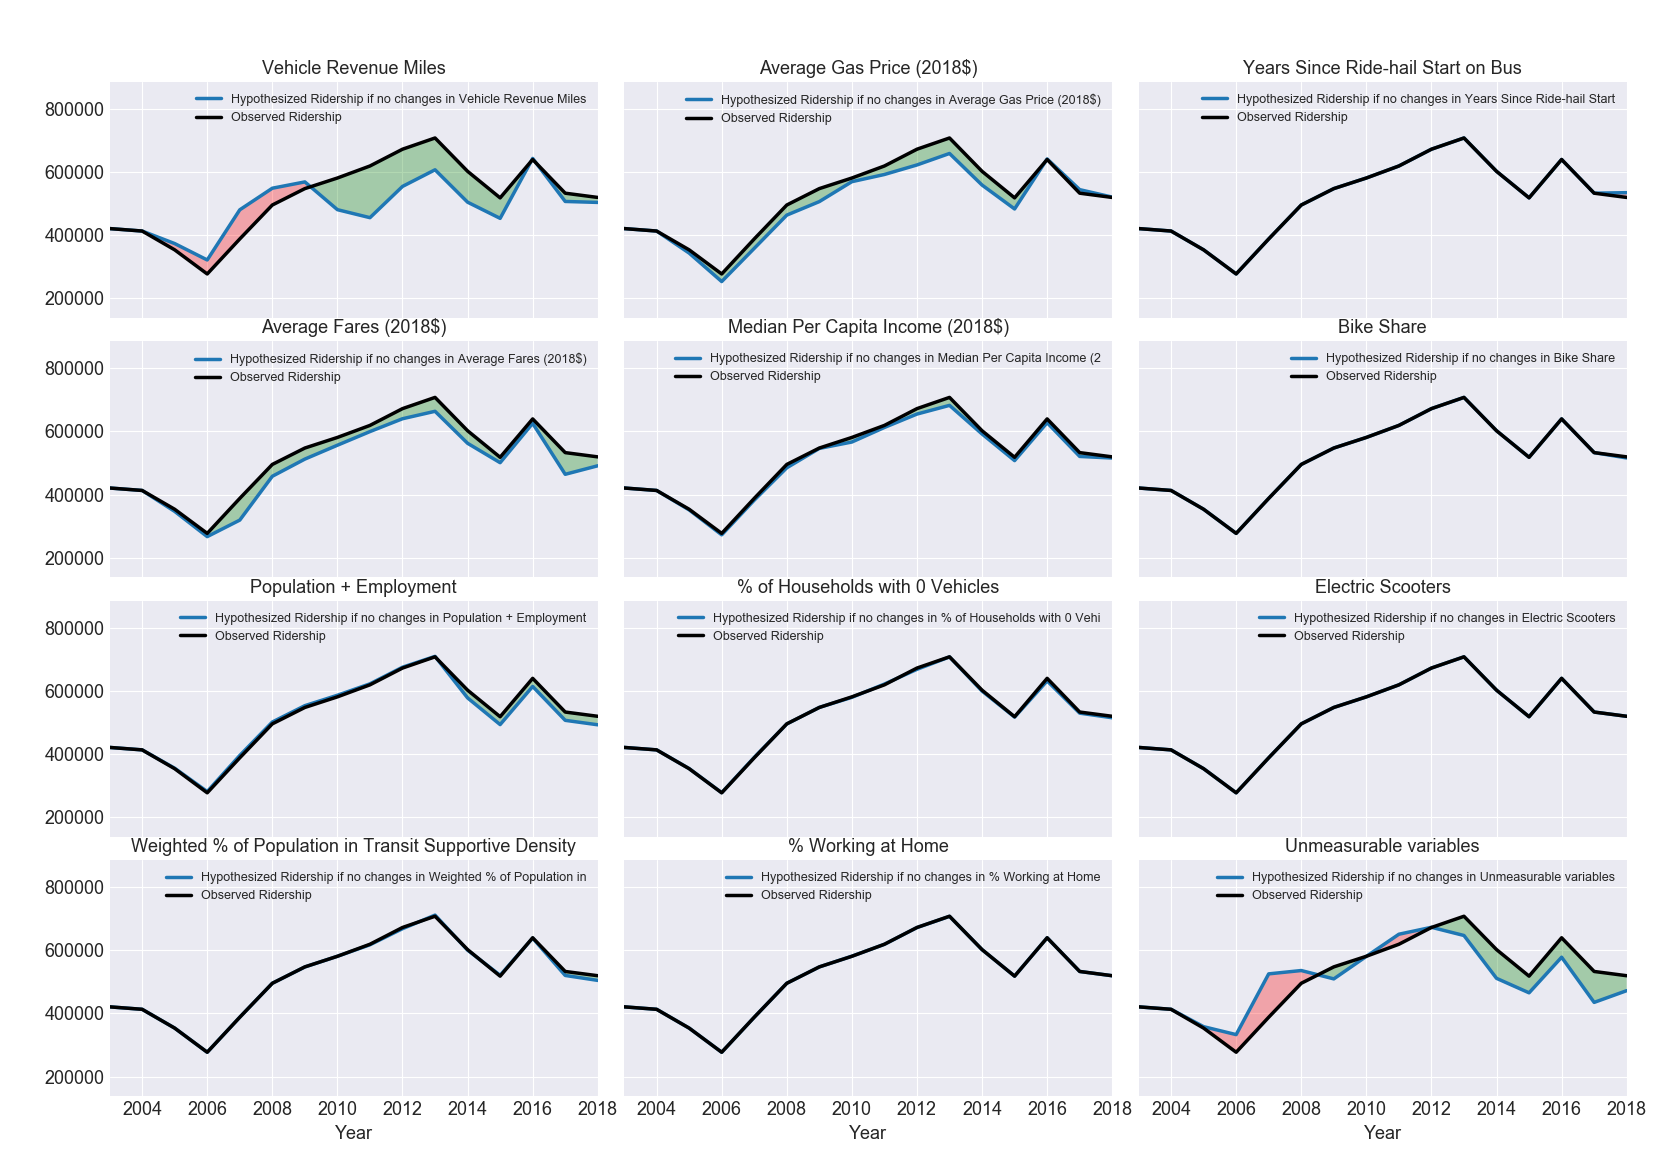 Vehicle Revenue Miles
Hypothesized Ridership if no changes in Vehicle Revenue Miles
Observed Ridership
800000
600000
400000
200000
Average Gas Price (2018$)
Hypothesized Ridership if no changes in Average Gas Price (2018$)
Observed Ridership
Years Since Ride-hail Start on Bus
Hypothesized Ridership if no changes in Years Since Ride-hail Start
Observed Ridership
Average Fares (2018$)
Hypothesized Ridership if no changes in Average Fares (2018$)
Observed Ridership
800000
600000
400000
200000
Median Per Capita Income (2018$)
Hypothesized Ridership if no changes in Median Per Capita Income (2
Observed Ridership
Bike Share
Hypothesized Ridership if no changes in Bike Share
Observed Ridership
Population + Employment
Hypothesized Ridership if no changes in Population + Employment
Observed Ridership
800000
600000
400000
200000
% of Households with 0 Vehicles
Hypothesized Ridership if no changes in % of Households with 0 Vehi
Observed Ridership
Electric Scooters
Hypothesized Ridership if no changes in Electric Scooters
Observed Ridership
Weighted % of Population in Transit Supportive Density
Hypothesized Ridership if no changes in Weighted % of Population in
Observed Ridership
800000
600000
400000
200000
2004 2006 2008 2010 2012 2014 2016 2018
Year
% Working at Home
Hypothesized Ridership if no changes in % Working at Home
Observed Ridership
2004 2006 2008 2010 2012 2014 2016 2018
Year
Unmeasurable variables
Hypothesized Ridership if no changes in Unmeasurable variables
Observed Ridership
2004 2006 2008 2010 2012 2014 2016 2018
Year